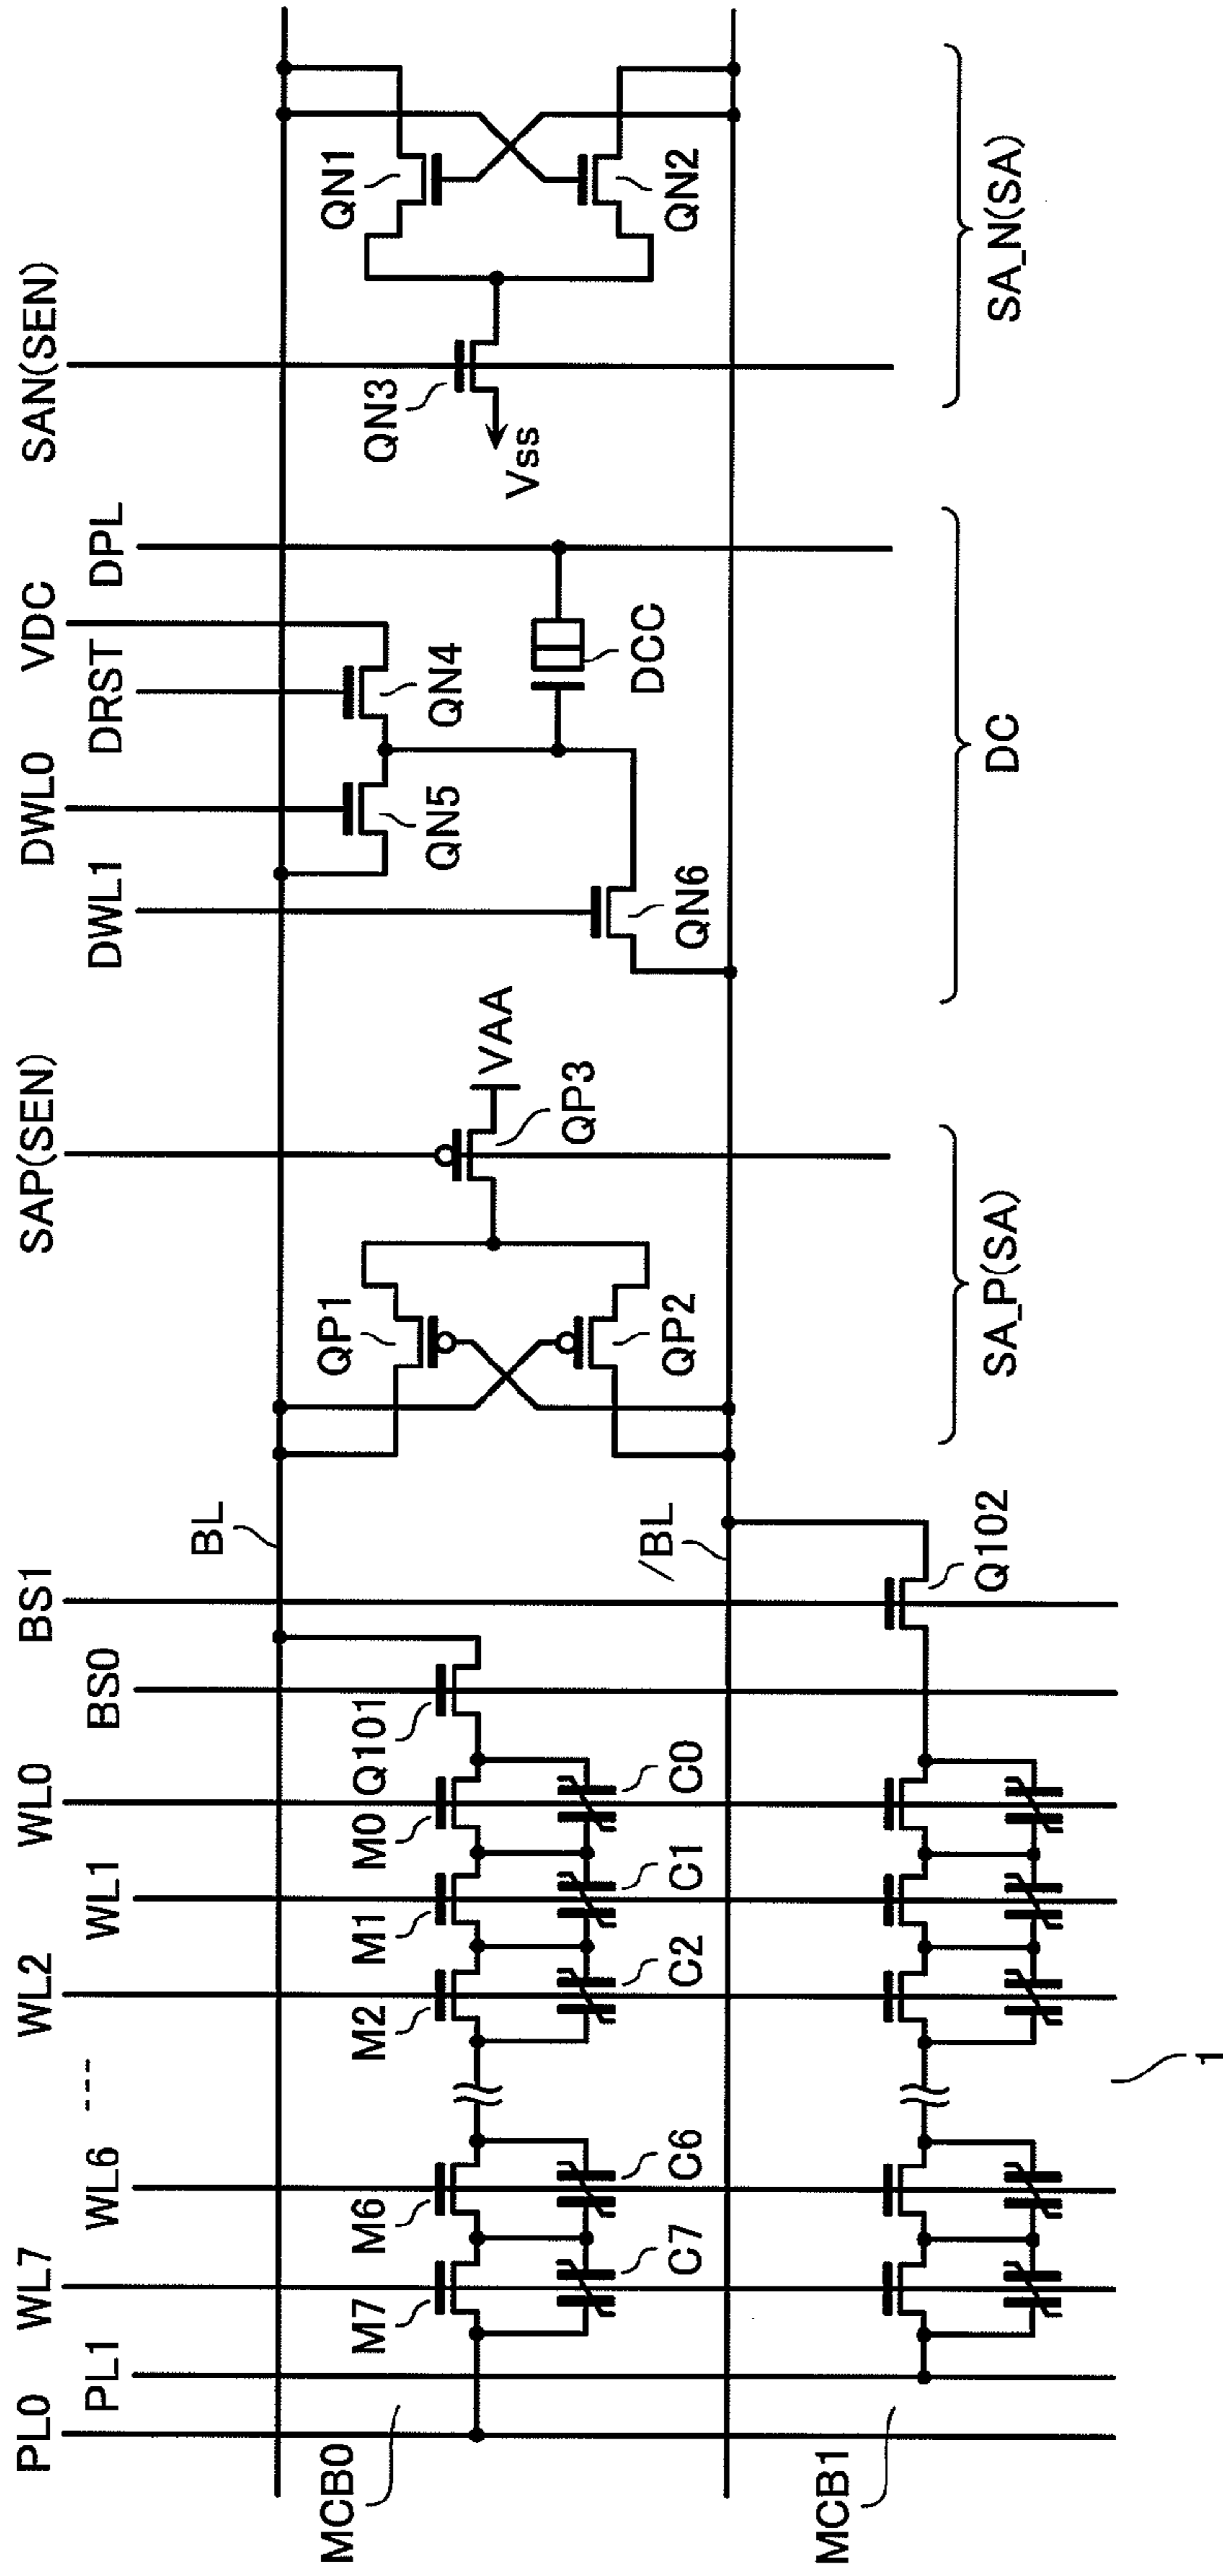 PL0
PL1
WL7
WL6
---
WL2
WL1
WL0
BS0
BS1
SAP(SEN)
DWL1
DWL0
DRST
VDC
DPL
SAN(SEN)
BL
/BL
MCB0
M7
M6
M2
M1
M0
Q101
C7
C6
C2
C1
C0
MCB1
Q102
1
QP1
QP2
QP3
VAA
SA_P(SA)
QN5
QN4
QN6
DCC
DC
QN3
Vss
QN1
QN2
SA_N(SA)